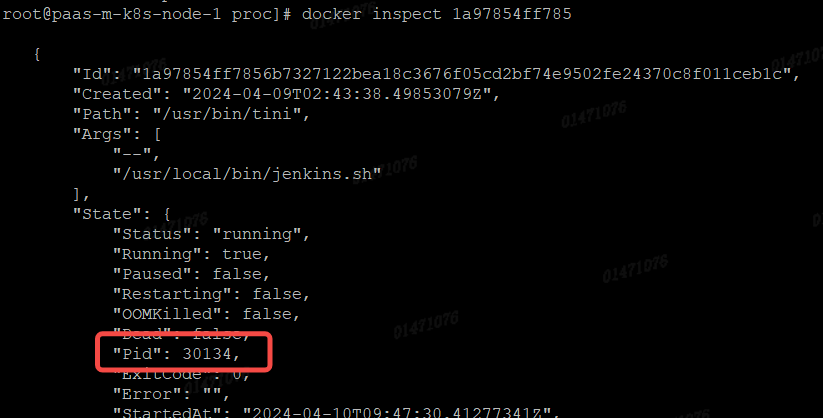 root@paas-m-k8s-node-1 proc]# docker inspect 1a97854ff785
{
"Id": "1a97854ff7856b7327122bea18c3676f05cd2bf74e9502fe24370c8f011ceb1c",
"Created": "2024-04-09T02:43:38.49853079Z",
"Path": "/usr/bin/tini",
"Args": [
"--",
"/usr/local/bin/jenkins.sh"
],
"State": {
"Status": "running",
"Running": true,
"Paused": false,
"Restarting": false,
"OOMKilled": false,
"Dead": false,
"Pid": 30134,
"ExitCode": 0,
"Error": "",
"StartedAt": "2024-04-10T09:47:30.41277341Z",
01471076
01471076
01471076
01471076
01471076